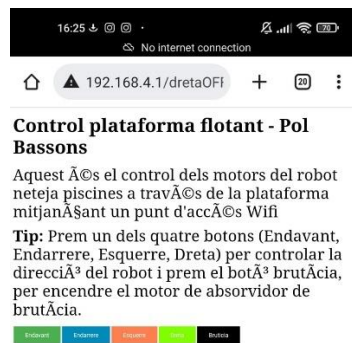 16:25
70
No internet connection
192.168.4.1/dretaOFF
20
Control plataforma flotant - Pol
Bassons
Aquest Ã©s el control dels motors del robot
neteja piscines a travÃ©s de la plataforma
mitjanÃ§ant un punt d'accÃ©s Wifi
Tip: Prem un dels quatre botons (Endavant,
Endarrere, Esquerre, Dreta) per controlar la
direcciÃ³ del robot i prem el botÃ³ brutÃcia,
per encendre el motor de absorvidor de
brutÃcia.
Endavant Endarrere Esquerre Dreta Bruticia